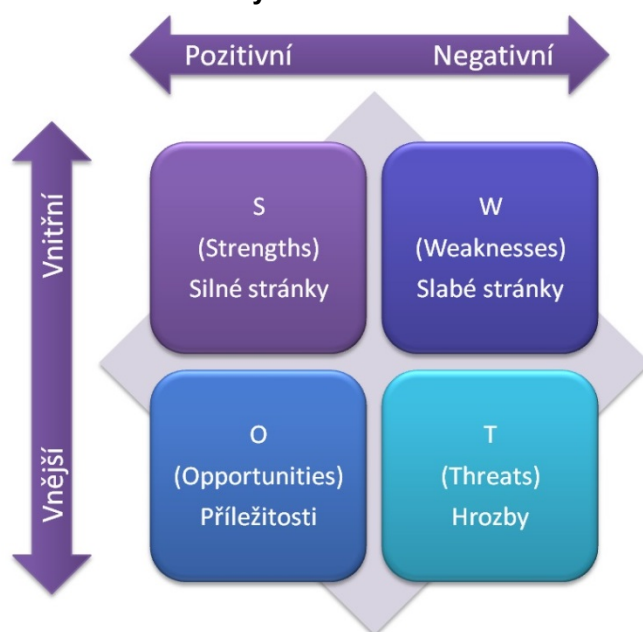 Pozitivní
Negativní
Vnitřní
Vnější
S
(Strengths)
Silné stránky
W
(Weaknesses)
Slabé stránky
O
(Opportunities)
Příležitosti
T
(Threats)
Hrozby